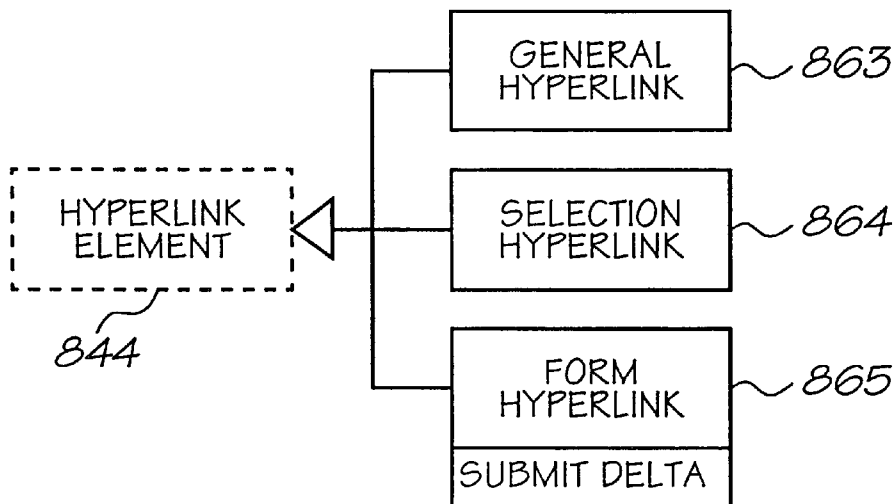 GENERAL
HYPERLINK
863
HYPERLINK
ELEMENT
844
SELECTION
HYPERLINK
864
FORM
HYPERLINK
865
SUBMIT DELTA